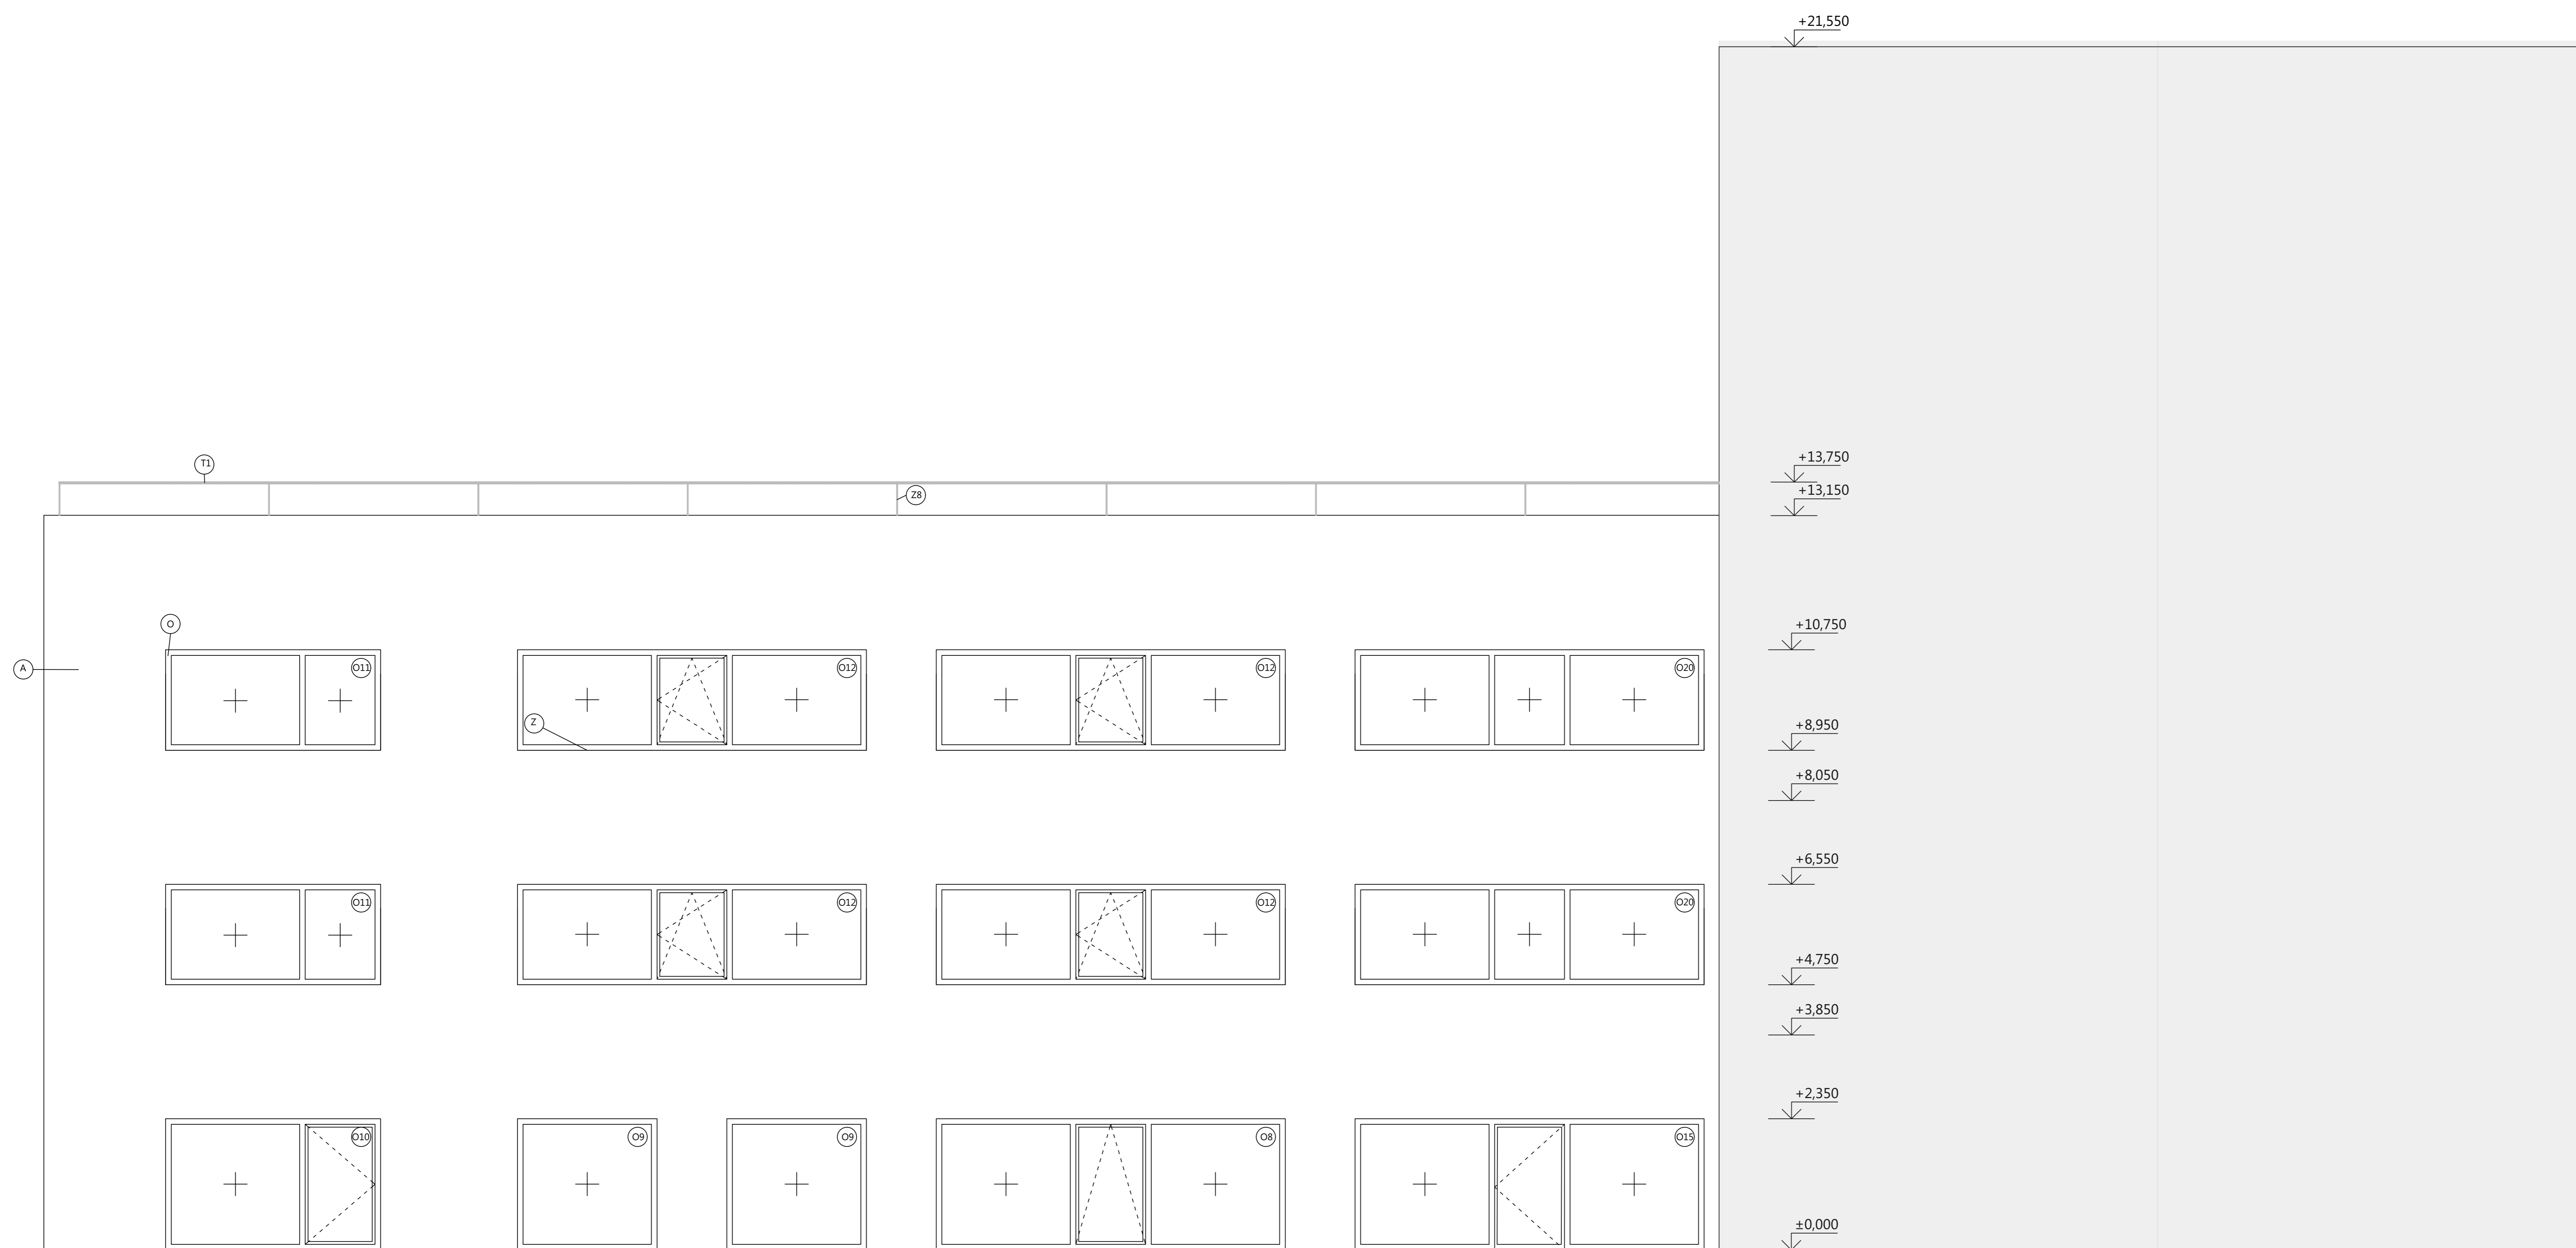 +21,550
+13,750
T1
+13,150
Z8
O
+10,750
A
O11
O12
O12
O20
Z
+8,950
+8,050
+6,550
O11
O12
O12
O20
+4,750
+3,850
+2,350
O10
O9
O9
O8
O15
±0,000